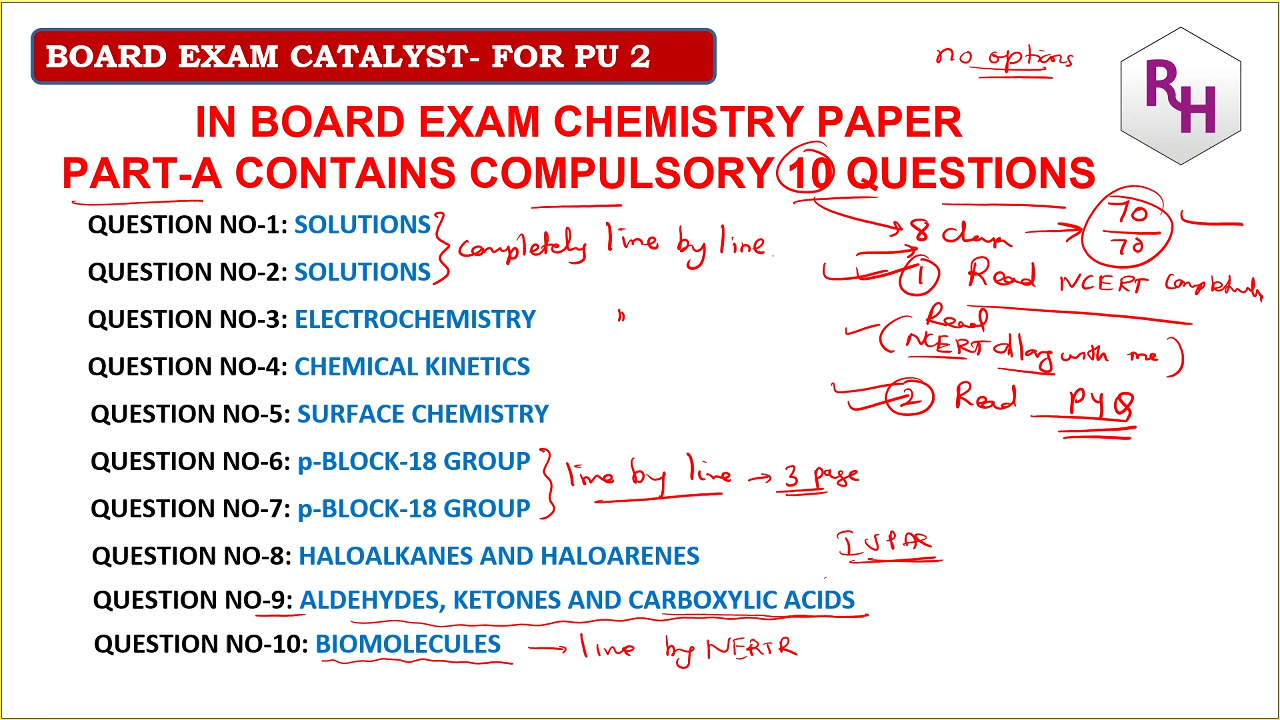 BOARD EXAM CATALYST- FOR PU 2
no options
RH
IN BOARD EXAM CHEMISTRY PAPER
PART-A CONTAINS COMPULSORY 10 QUESTIONS
QUESTION NO-1: SOLUTIONS
QUESTION NO-2: SOLUTIONS
completely line by line.
QUESTION NO-3: ELECTROCHEMISTRY "
QUESTION NO-4: CHEMICAL KINETICS
QUESTION NO-5: SURFACE CHEMISTRY
QUESTION NO-6: p-BLOCK-18 GROUP
QUESTION NO-7: p-BLOCK-18 GROUP
line by line → 3 page
QUESTION NO-8: HALOALKANES AND HALOARENES
QUESTION NO-9: ALDEHYDES, KETONES AND CARBOXYLIC ACIDS
QUESTION NO-10: BIOMOLECULES → line by
8 → 70/70
1 Read NCERT
Read
(NCERT along with me)
2 Read PYQ